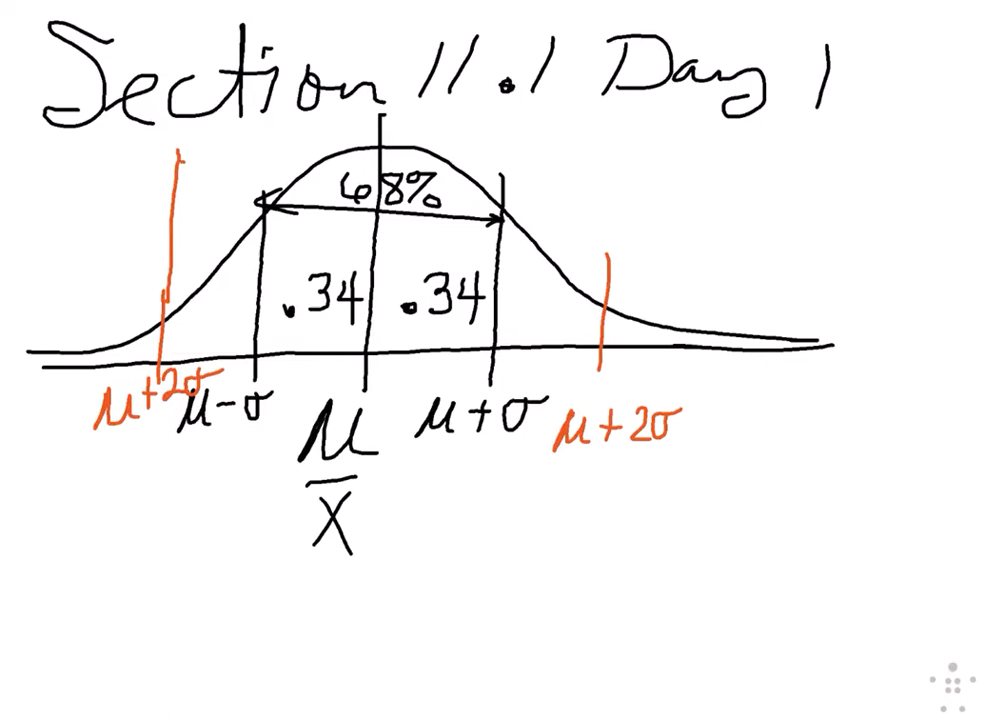 Section 11.1 Day 1
68%
.34 .34
μ+2σ μ-σ μ μ+σ μ+2σ
x̄